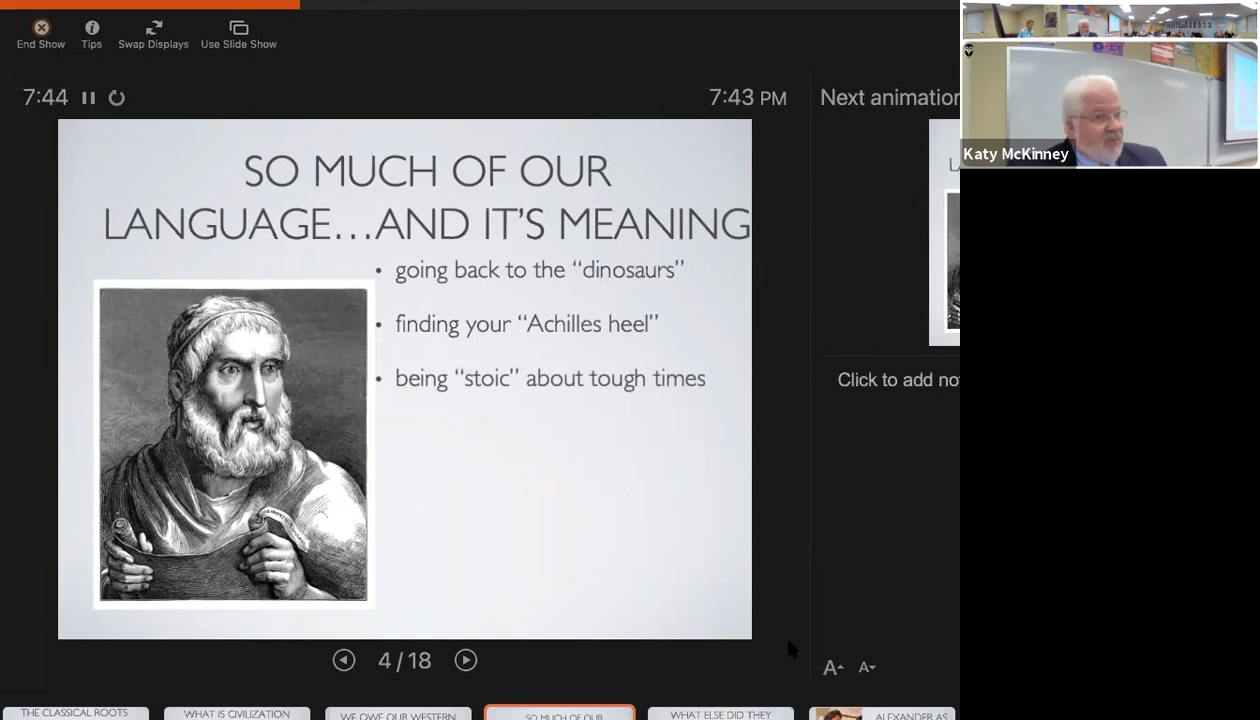 End Show
Tips
Swap Displays
Use Slide Show
7:44
7:43 PM
Next animation
SO MUCH OF OUR
LANGUAGE…AND IT'S MEANING
• going back to the “dinosaurs”
• finding your “Achilles heel”
• being “stoic” about tough times
Katy McKinney
Click to add no
4 / 18
A
A
THE CLASSICAL ROOTS
WHAT IS CIVILIZATION
WE OWE OUR WESTERN
SO MUCH OF OUR
WHAT ELSE DID THEY
ALEXANDER AS